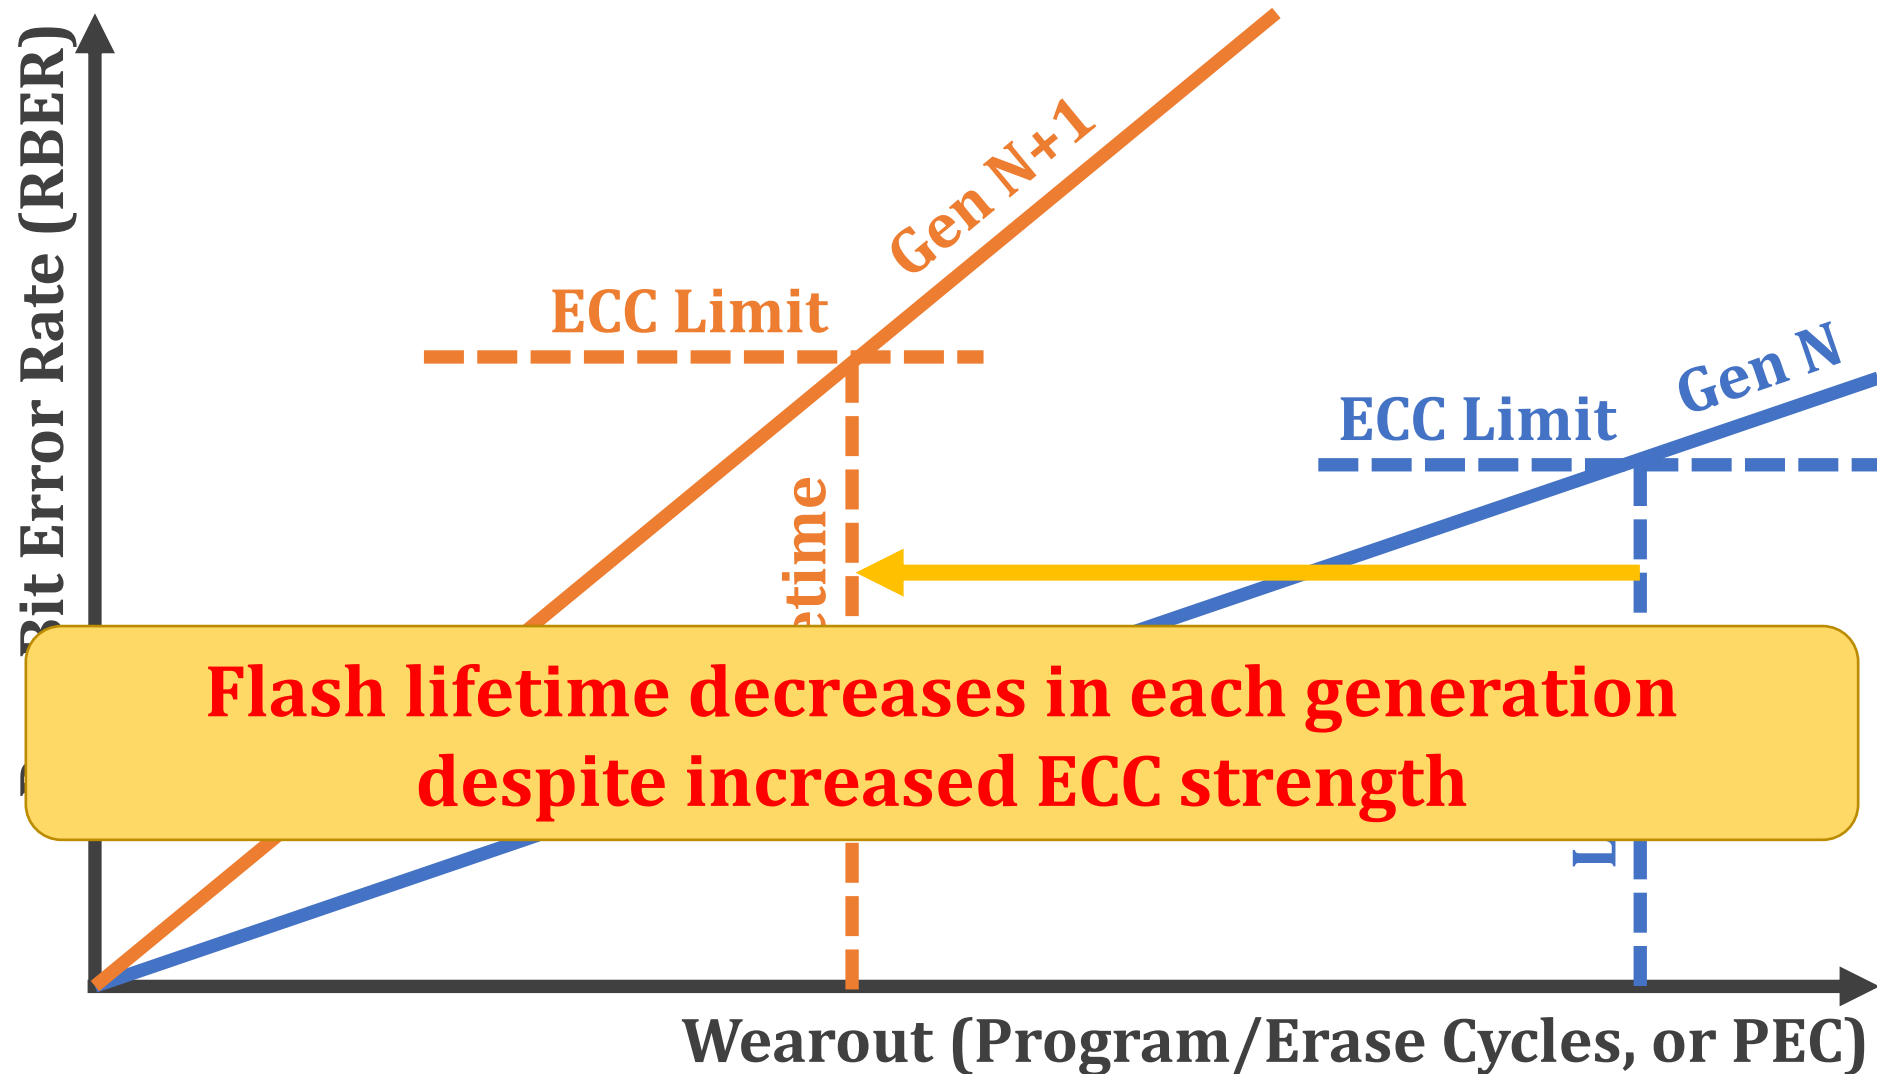 Bit Error Rate (RBER)
Gen N+1
ECC Limit
Gen N
ECC Limit
Flash lifetime decreases in each generation
despite increased ECC strength
Wearout (Program/Erase Cycles, or PEC)